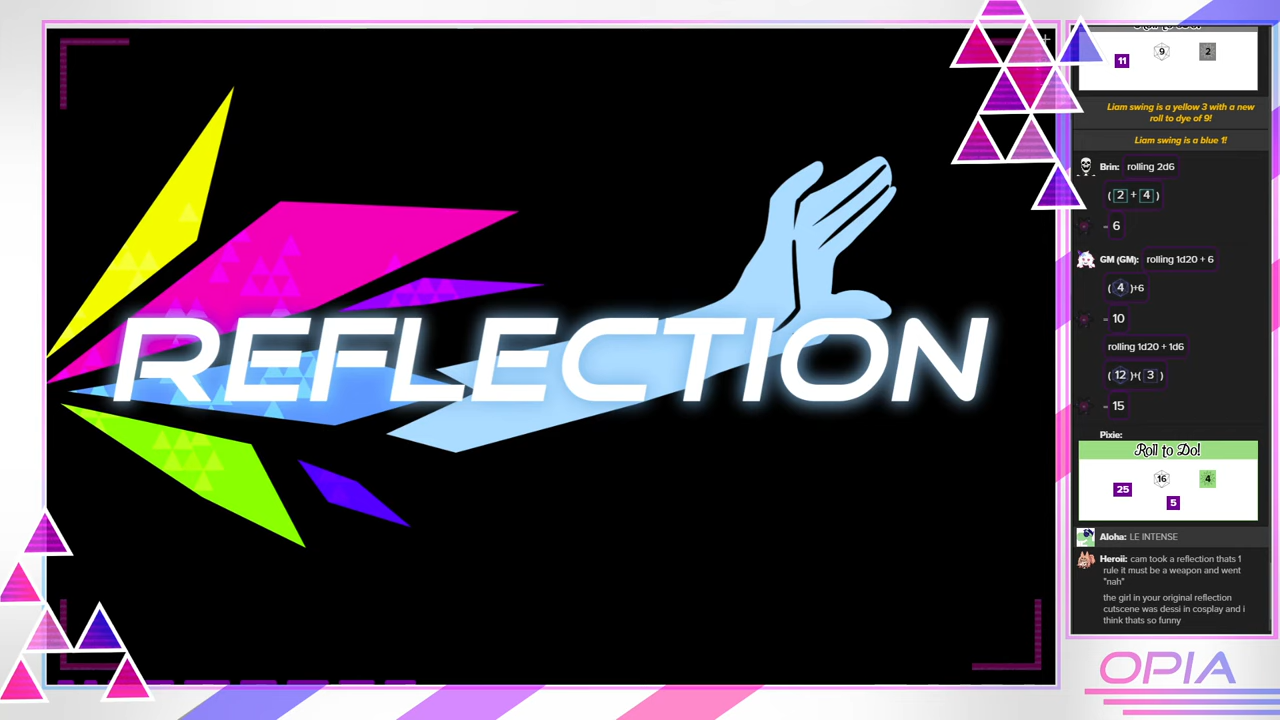 REFLECTION
11
9
2
Liam swing is a yellow 3 with a new
roll to dye of 9!
Liam swing is a blue 1!
Brin: rolling 2d6
( 2 + 4 )
= 6
GM (GM): rolling 1d20 + 6
( 4 )+6
= 10
rolling 1d20 + 1d6
( 12 )+( 3 )
= 15
Pixie:
Roll to Do!
25
16
4
5
Aloha: LE INTENSE
Heroii: cam took a reflection thats 1
rule it must be a weapon and went
"nah"
the girl in your original reflection
cutscene was dessi in cosplay and i
think thats so funny
OPIA